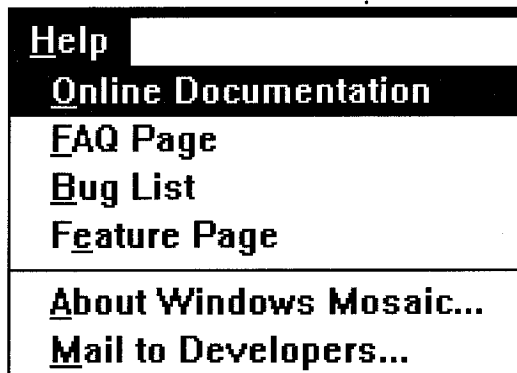 Help
Online Documentation
FAQ Page
Bug List
Feature Page
About Windows Mosaic...
Mail to Developers...